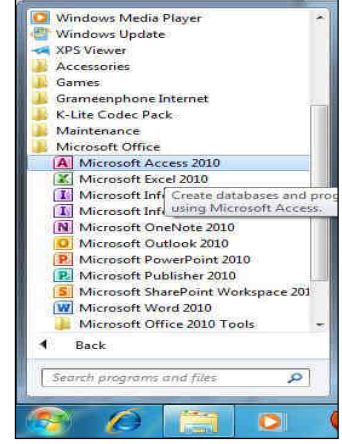 Windows Media Player
Windows Update
XPS Viewer
Accessories
Games
Grameenphone Internet
K-Lite Codec Pack
Maintenance
Microsoft Office
Microsoft Access 2010
Microsoft Excel 2010
Microsoft Inf
Create databases and prog
Microsoft Inf
using Microsoft Access.
Microsoft OneNote 2010
Microsoft Outlook 2010
Microsoft PowerPoint 2010
Microsoft Publisher 2010
Microsoft SharePoint Workspace 201
Microsoft Word 2010
Microsoft Office 2010 Tools
Back
Search programs and files